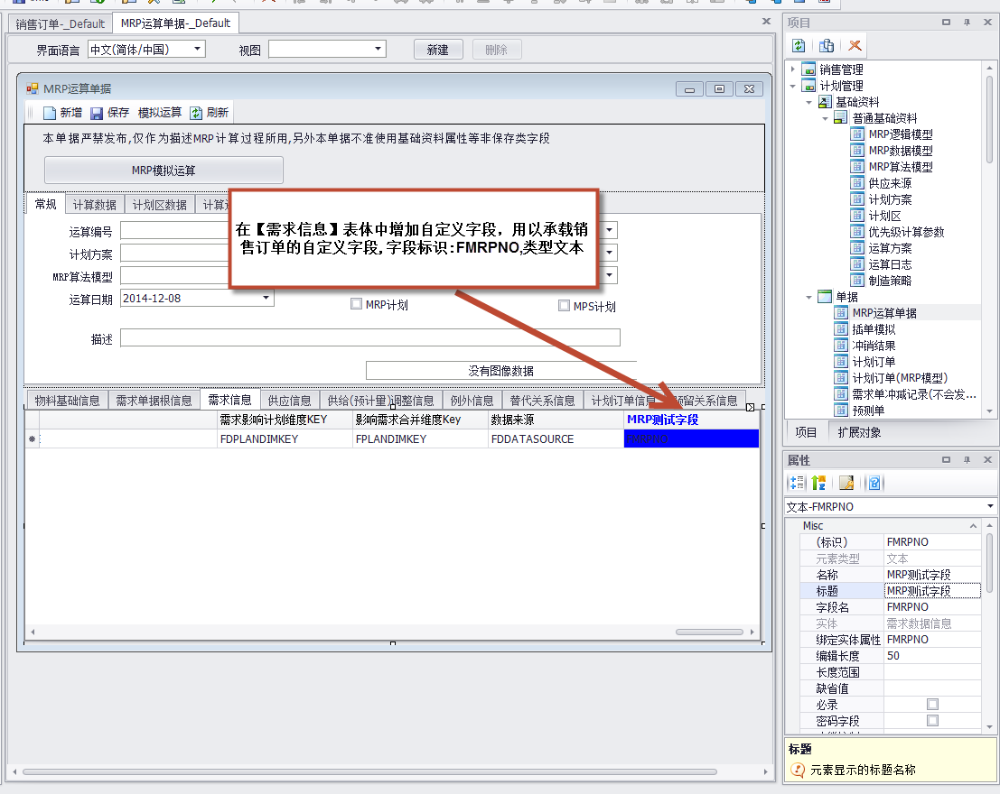 销售订单-_Default
MRP运算单据-_Default
界面语言
中文(简体/中国)
视图
新建
删除
MRP运算单据
新增
保存
模拟运算
刷新
本单据严禁发布,仅作为描述MRP计算过程所用,另外本单据不准使用基础资料属性等非保存类字段
MRP模拟运算
常规
计算数据
计划区数据
运算编号
计划方案
MRP算法模型
运算日期
2014-12-08
MRP计划
MPS计划
描述
没有图像数据
在【需求信息】表体中增加自定义字段，用以承载销
售订单的自定义字段,字段标识:FMRPNO,类型文本
物料基础信息
需求单据根信息
需求信息
供应信息
供给(预计量)调整信息
例外信息
替代关系信息
计划订单信息
预留关系信息
需求影响计划维度KEY
影响需求合并维度Key
数据来源
MRP测试字段
FDPLANDIMKEY
FPLANDIMKEY
FDDATASOURCE
FMRPNO
项目
销售管理
计划管理
基础资料
普通基础资料
MRP逻辑模型
MRP数据模型
MRP算法模型
供应来源
计划方案
计划区
优先级计算参数
运算方案
运算日志
制造策略
单据
MRP运算单据
插单模拟
冲销结果
计划订单
计划订单(MRP模型)
需求单冲减记录(不会发...
预测单
项目
扩展对象
属性
文本-FMRPNO
Misc
(标识)
FMRPNO
元素类型
文本
名称
MRP测试字段
标题
MRP测试字段
字段名
FMRPNO
实体
需求数据信息
绑定实体属性
FMRPNO
编辑长度
50
长度范围
缺省值
必录
密码字段
标题
元素显示的标题名称